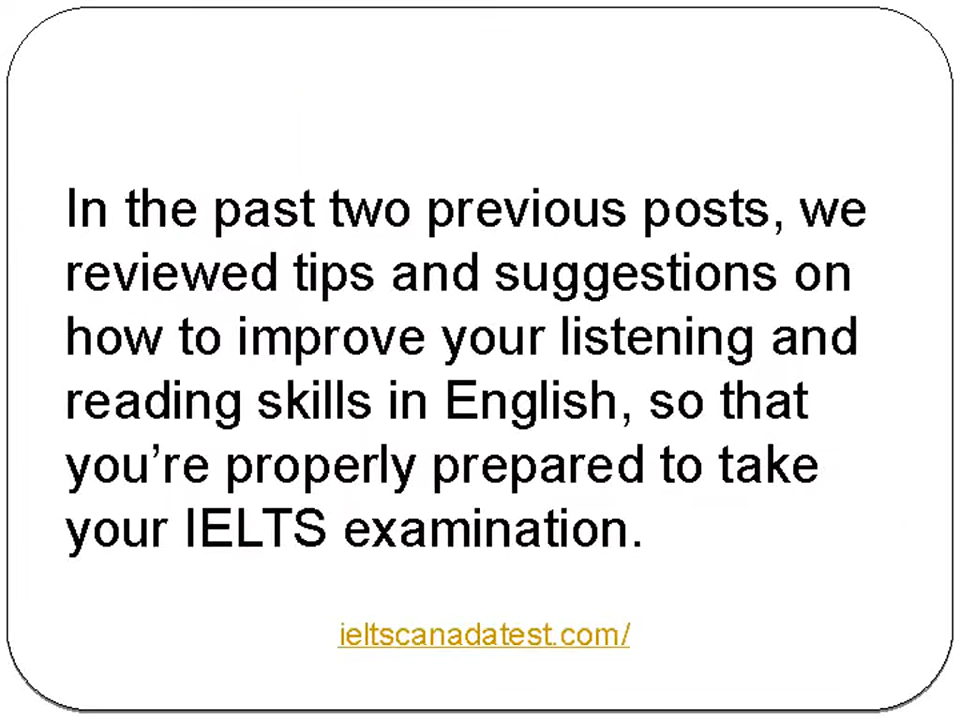 In the past two previous posts, we
reviewed tips and suggestions on
how to improve your listening and
reading skills in English, so that
you’re properly prepared to take
your IELTS examination.
ieltscanadatest.com/